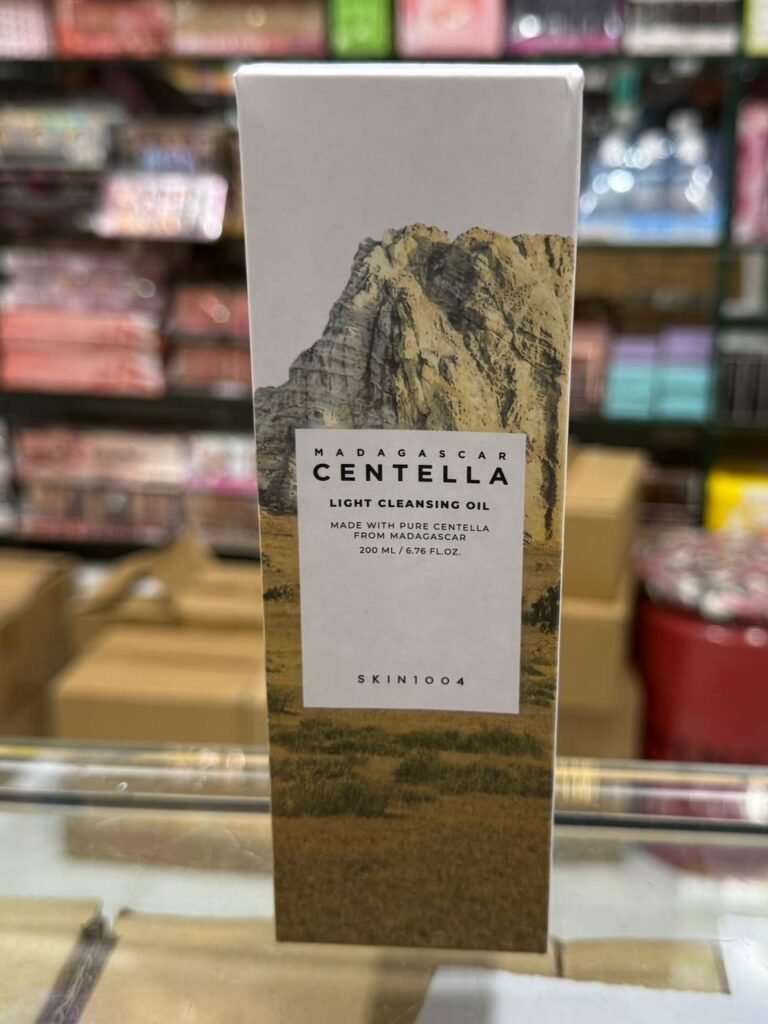 MADAGASCAR
CENTELLA
LIGHT CLEANSING OIL
MADE WITH PURE CENTELLA
FROM MADAGASCAR
200 ML / 6.76 FL.OZ.
SKIN1004